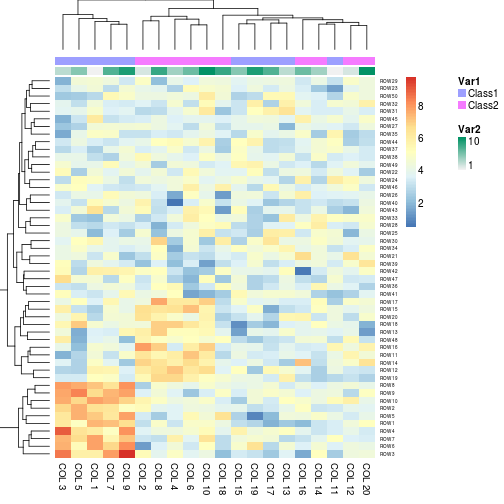 Var1
Class1
Class2
Var2
10
1
8
6
4
2
ROW29
ROW23
ROW50
ROW32
ROW31
ROW45
ROW27
ROW35
ROW44
ROW37
ROW38
ROW49
ROW22
ROW24
ROW46
ROW26
ROW40
ROW43
ROW33
ROW28
ROW25
ROW30
ROW34
ROW21
ROW39
ROW42
ROW47
ROW36
ROW41
ROW17
ROW15
ROW20
ROW18
ROW13
ROW48
ROW16
ROW11
ROW14
ROW12
ROW19
ROW8
ROW9
ROW10
ROW2
ROW5
ROW1
ROW4
ROW7
ROW6
ROW3
COL 3
COL 5
COL 1
COL 7
COL 9
COL 2
COL 8
COL 4
COL 6
COL 10
COL 18
COL 15
COL 19
COL 17
COL 13
COL 16
COL 14
COL 11
COL 12
COL 20